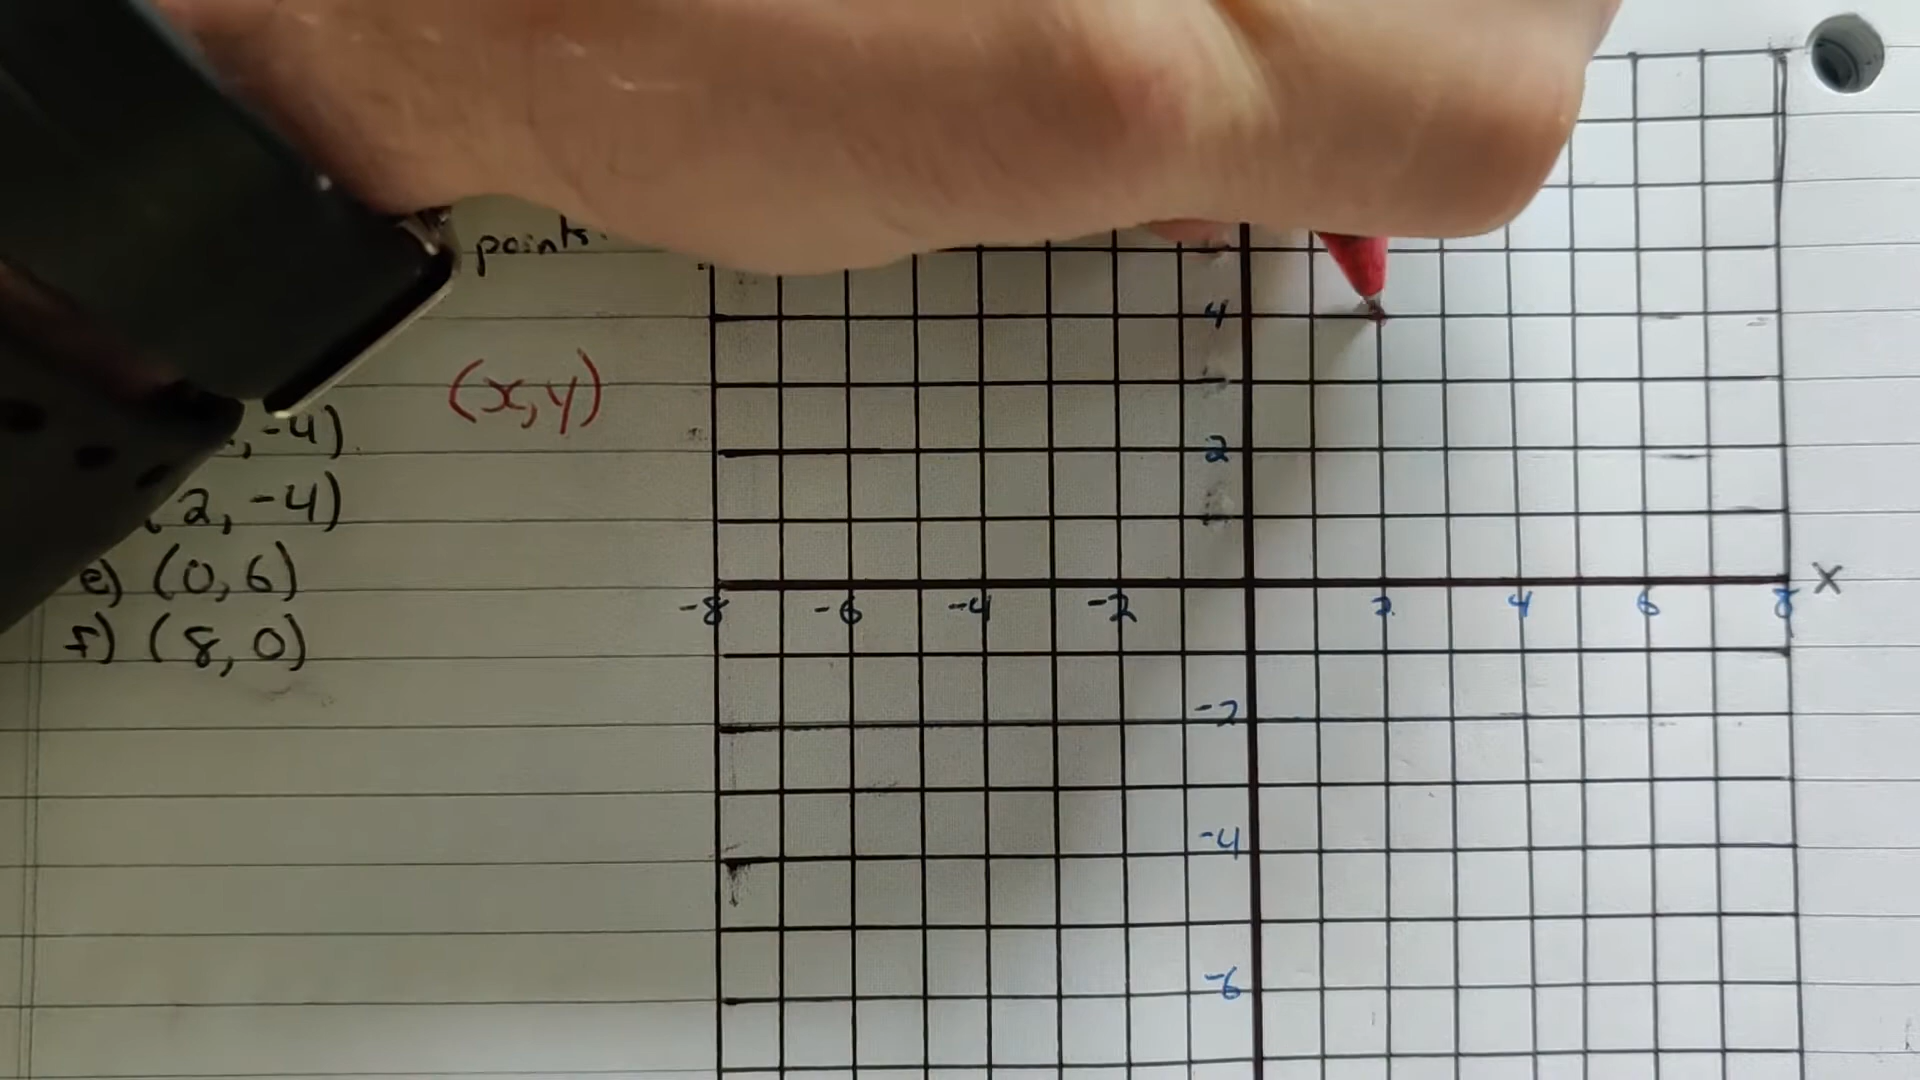 points.
(x,y)
,-4)
(2,-4)
e) (0,6)
f) (8,0)
4
2
-8 -6 -4 -2 2 4 6 8 X
-2
-4
-6